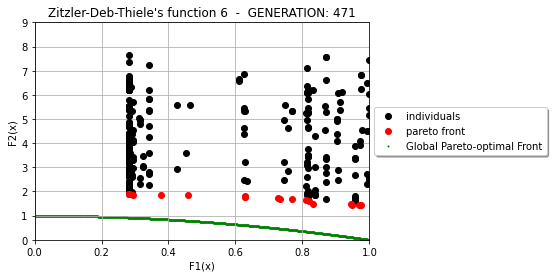 Zitzler-Deb-Thiele's function 6 - GENERATION: 471
9
8
7
6
5
4
3
2
1
0
F2(x)
0.0 0.2 0.4 0.6 0.8 1.0
F1(x)
individuals
pareto front
Global Pareto-optimal Front